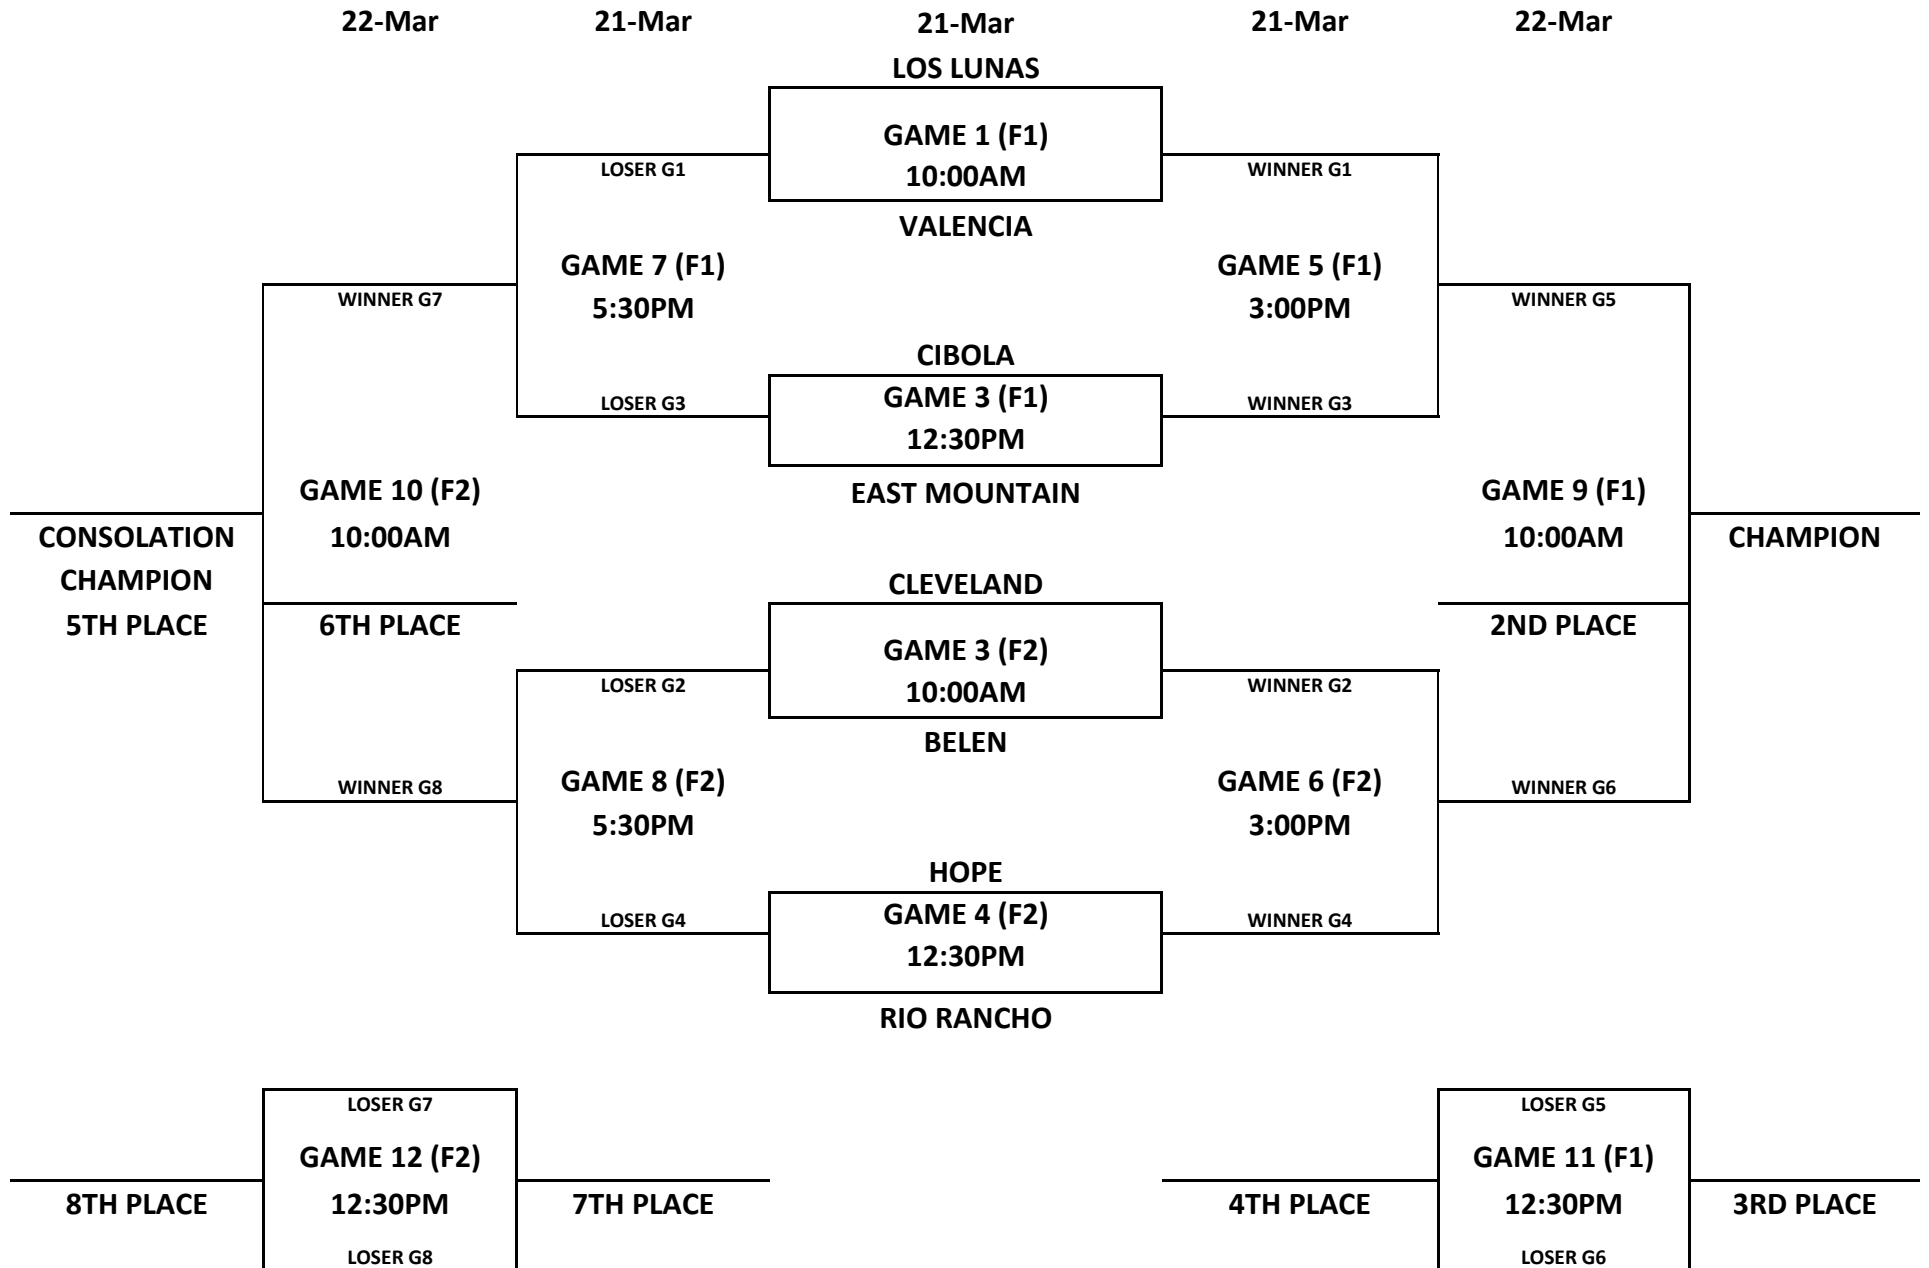 22-Mar 21-Mar 21-Mar 21-Mar 22-Mar
LOS LUNAS
GAME 1 (F1)
LOSER G1 10:00AM WINNER G1
VALENCIA
GAME 7 (F1) GAME 5 (F1)
WINNER G7 5:30PM 3:00PM WINNER G5
CIBOLA
LOSER G3 GAME 3 (F1) WINNER G3
12:30PM
GAME 10 (F2) EAST MOUNTAIN GAME 9 (F1)
CONSOLATION 10:00AM 10:00AM CHAMPION
CHAMPION CLEVELAND
5TH PLACE 6TH PLACE 2ND PLACE
GAME 3 (F2)
LOSER G2 10:00AM WINNER G2
BELEN
WINNER G8 GAME 8 (F2) GAME 6 (F2) WINNER G6
5:30PM 3:00PM
HOPE
LOSER G4 GAME 4 (F2) WINNER G4
12:30PM
RIO RANCHO
LOSER G7 LOSER G5
GAME 12 (F2) GAME 11 (F1)
8TH PLACE 12:30PM 7TH PLACE 4TH PLACE 12:30PM 3RD PLACE
LOSER G8 LOSER G6